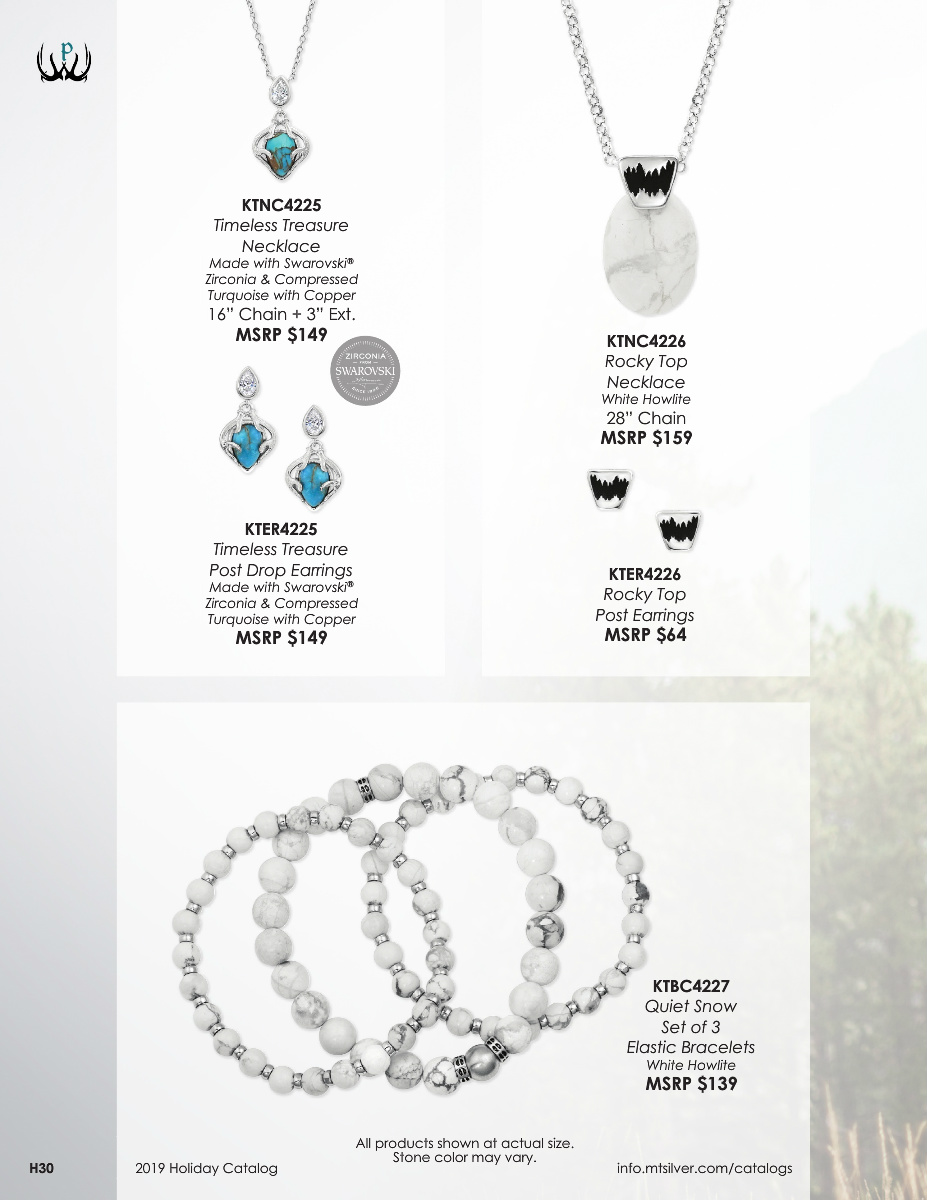 p
KTNC4225
Timeless Treasure
Necklace
Made with Swarovski®
Zirconia & Compressed
Turquoise with Copper
16” Chain + 3” Ext.
MSRP $149
ZIRCONIA
FROM
SWAROVSKI
KTER4225
Timeless Treasure
Post Drop Earrings
Made with Swarovski®
Zirconia & Compressed
Turquoise with Copper
MSRP $149
KTNC4226
Rocky Top
Necklace
White Howlite
28” Chain
MSRP $159
KTER4226
Rocky Top
Post Earrings
MSRP $64
KTBC4227
Quiet Snow
Set of 3
Elastic Bracelets
White Howlite
MSRP $139
All products shown at actual size.
Stone color may vary.
H30
2019 Holiday Catalog
info.mtsilver.com/catalogs